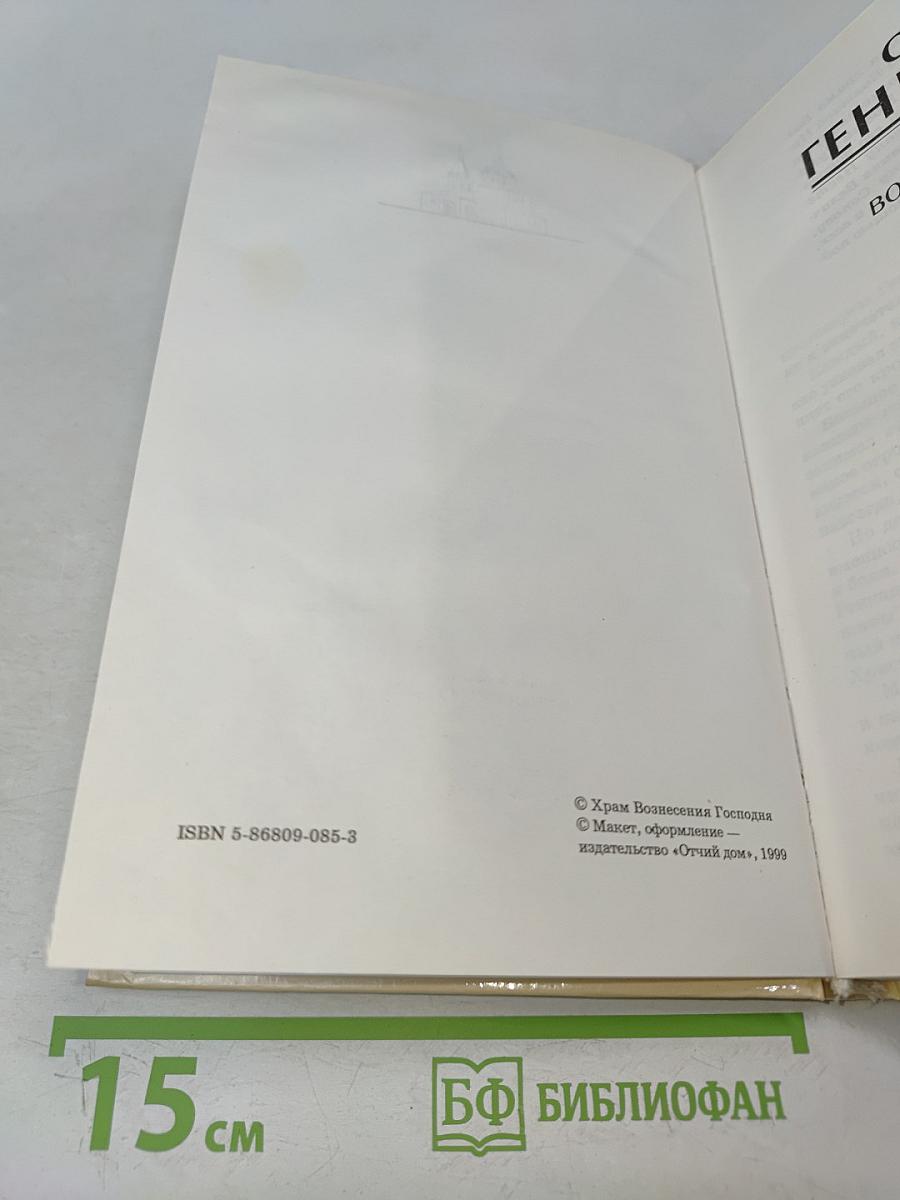 ГЕН
ВО
ISBN 5-86809-085-3
© Храм Вознесения Господня
© Макет, оформление —
издательство «Отчий дом», 1999
15 см
БФ БИБЛИОФАН